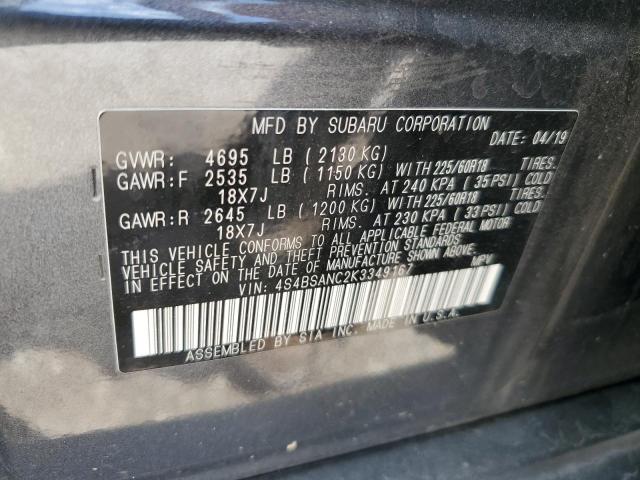 MFD BY SUBARU CORPORATION
DATE: 04/19
GVWR: 4695 LB (2130 KG)
GAWR:F 2535 LB (1150 KG) WITH 225/60R18 TIRES.
18X7J RIMS. AT 240 KPA (35 PSI) COLD
GAWR:R 2645 LB (1200 KG) WITH 225/60R18 TIRES.
18X7J RIMS. AT 230 KPA (33 PSI) COLD
THIS VEHICLE CONFORMS TO ALL APPLICABLE FEDERAL MOTOR
VEHICLE SAFETY AND THEFT PREVENTION STANDARDS
IN EFFECT ON THE DATE OF MANUFACTURE SHOWN ABOVE.
VIN: 4S4BSANC2K3349167 MPV
ASSEMBLED BY SIA INC. MADE IN U.S.A.